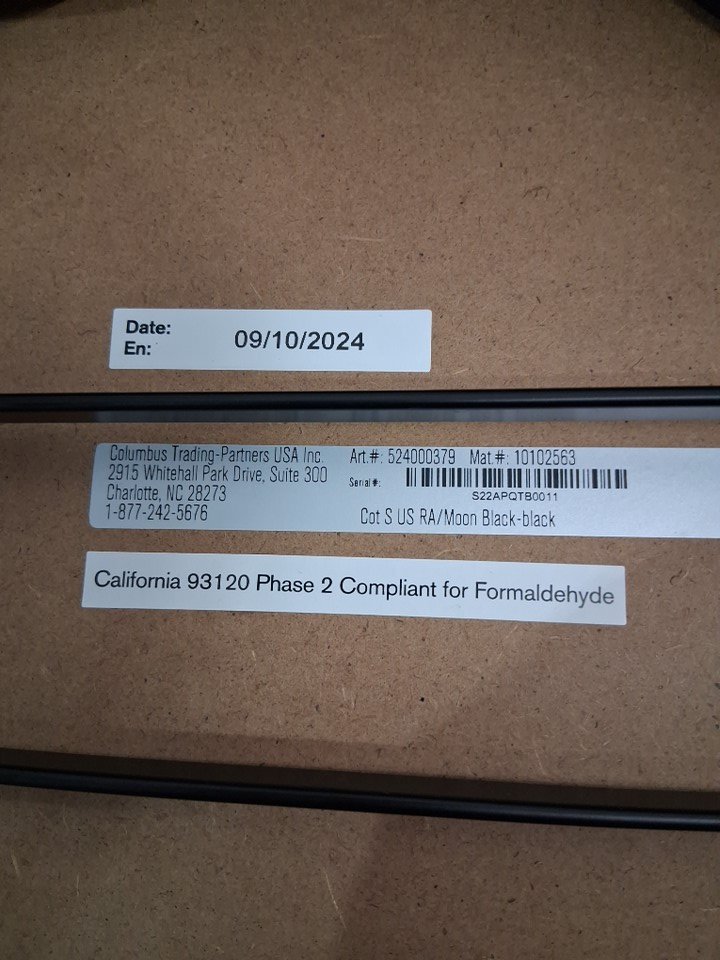 Date:
En:
09/10/2024
Columbus Trading-Partners USA Inc.
2915 Whitehall Park Drive, Suite 300
Charlotte, NC 28273
1-877-242-5676
Art.#: 524000379 Mat.#: 10102563
Serial#:
S22APQTB0011
Cot S US RA/Moon Black-black
California 93120 Phase 2 Compliant for Formaldehyde